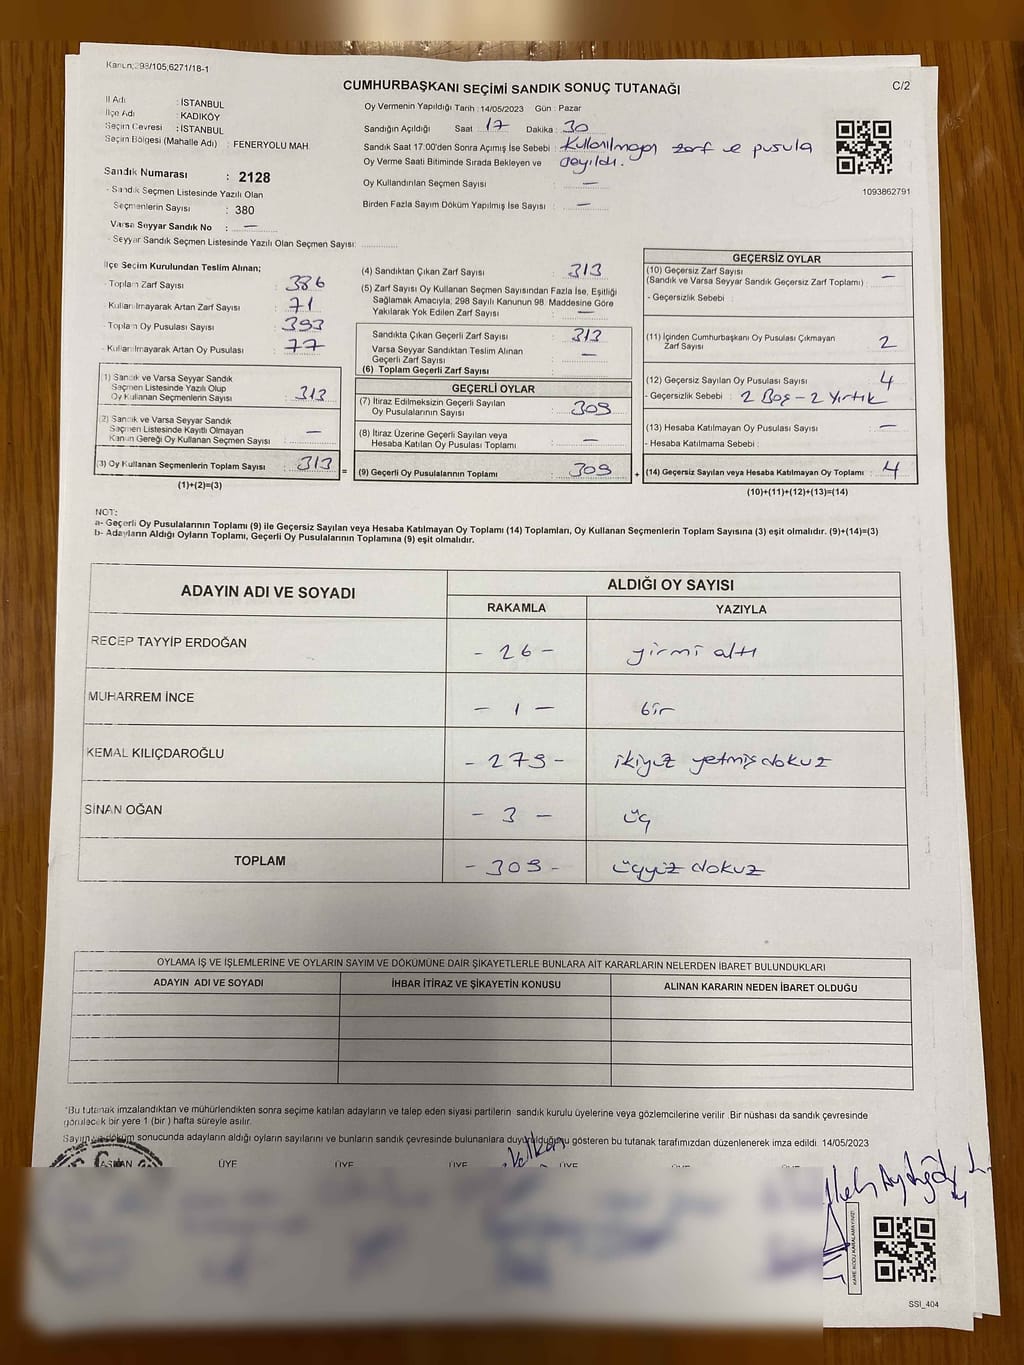 Kanun;298/105,6271/18-1
CUMHURBAŞKANI SEÇİMİ SANDIK SONUÇ TUTANAĞI
C/2
İl Adı : İSTANBUL
İlçe Adı : KADIKÖY
Seçim Çevresi : İSTANBUL
Seçim Bölgesi (Mahalle Adı) : FENERYOLU MAH
Sandık Numarası : 2128
- Sandık Seçmen Listesinde Yazılı Olan
Seçmenlerin Sayısı : 380
Varsa Seyyar Sandık No : —
- Seyyar Sandık Seçmen Listesinde Yazılı Olan Seçmen Sayısı:
Oy Vermenin Yapıldığı Tarih : 14/05/2023 Gün : Pazar
Sandığın Açıldığı Saat : 17 Dakika : 30
Sandık Saat 17:00'den Sonra Açımış İse Sebebi : Kullanılmayan zarf ve pusula
Oy Verme Saati Bitiminde Sırada Bekleyen ve sayıldı.
Oy Kullandırılan Seçmen Sayısı : —
Birden Fazla Sayım Döküm Yapılmış İse Sayısı : —
1093862791
İlçe Seçim Kurulundan Teslim Alınan;
- Toplam Zarf Sayısı : 386
- Kullanılmayarak Artan Zarf Sayısı : 71
- Toplam Oy Pusulası Sayısı : 393
- Kullanılmayarak Artan Oy Pusulası : 77
(1) Sandık ve Varsa Seyyar Sandık
Seçmen Listesinde Yazılı Olup
Oy Kullanan Seçmenlerin Sayısı : 313
(2) Sandık ve Varsa Seyyar Sandık
Seçmen Listesinde Kayıtlı Olmayan
Kanun Gereği Oy Kullanan Seçmen Sayısı : —
(3) Oy Kullanan Seçmenlerin Toplam Sayısı : 313 =
(1)+(2)=(3)
(4) Sandıktan Çıkan Zarf Sayısı : 313
(5) Zarf Sayısı Oy Kullanan Seçmen Sayısından Fazla İse, Eşitliği
Sağlamak Amacıyla, 298 Sayılı Kanunun 98. Maddesine Göre
Yakılarak Yok Edilen Zarf Sayısı : —
Sandıkta Çıkan Geçerli Zarf Sayısı : 313
Varsa Seyyar Sandıktan Teslim Alınan
Geçerli Zarf Sayısı : —
(6) Toplam Geçerli Zarf Sayısı :
GEÇERLİ OYLAR
(7) İtiraz Edilmeksizin Geçerli Sayılan
Oy Pusulalarının Toplamı : 309
(8) İtiraz Üzerine Geçerli Sayılan veya
Hesaba Katılan Oy Pusulası Toplamı : —
(9) Geçerli Oy Pusulalarının Toplamı : 309 +
GEÇERSİZ OYLAR
(10) Geçersiz Zarf Sayısı
(Sandık ve Varsa Seyyar Sandık Geçersiz Zarf Toplamı) : —
- Geçersizlik Sebebi :
(11) İçinden Cumhurbaşkanı Oy Pusulası Çıkmayan
Zarf Sayısı : 2
(12) Geçersiz Sayılan Oy Pusulası Sayısı : 4
- Geçersizlik Sebebi : 2 Boş - 2 Yırtık
(13) Hesaba Katılmayan Oy Pusulası Sayısı : —
- Hesaba Katılmama Sebebi :
(14) Geçersiz Sayılan veya Hesaba Katılmayan Oy Toplamı : 4
(10)+(11)+(12)+(13)=(14)
NOT:
a- Geçerli Oy Pusulalarının Toplamı (9) ile Geçersiz Sayılan veya Hesaba Katılmayan Oy Toplamı (14) Toplamları, Oy Kullanan Seçmenlerin Toplam Sayısına (3) eşit olmalıdır. (9)+(14)=(3)
b- Adayların Aldığı Oyların Toplamı, Geçerli Oy Pusulalarının Toplamına (9) eşit olmalıdır.
ADAYIN ADI VE SOYADI ALDIĞI OY SAYISI
RAKAMLA YAZIYLA
RECEP TAYYİP ERDOĞAN - 26 - yirmi altı
MUHARREM İNCE - 1 - bir
KEMAL KILIÇDAROĞLU - 279 - ikiyüz yetmiş dokuz
SİNAN OĞAN - 3 - üç
TOPLAM - 309 - üçyüz dokuz
OYLAMA İŞ VE İŞLEMLERİNE VE OYLARIN SAYIM VE DÖKÜMÜNE DAİR ŞİKAYETLERLE BUNLARA AİT KARARLARIN NELERDEN İBARET BULUNDUKLARI
ADAYIN ADI VE SOYADI İHBAR İTİRAZ VE ŞİKAYETİN KONUSU ALINAN KARARIN NEDEN İBARET OLDUĞU
*Bu tutanak imzalandıktan ve mühürlendikten sonra seçime katılan adayların ve talep eden siyasi partilerin sandık kurulu üyelerine veya gözlemcilerine verilir. Bir nüshası da sandık çevresinde
görülecek bir yere 1 (bir) hafta süreyle asılır.
Sayım ve döküm sonucunda adayların aldığı oyların sayılarını ve bunların sandık çevresinde bulunanlara duyurulduğunu gösteren bu tutanak tarafımızdan düzenlenerek imza edildi. 14/05/2023
BAŞKAN ÜYE ÜYE ÜYE ÜYE ÜYE ÜYE
SSI_404